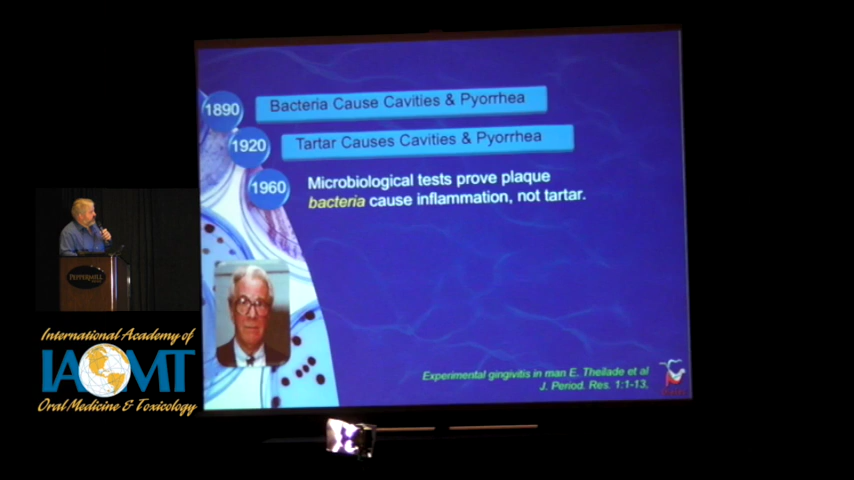 1890
Bacteria Cause Cavities & Pyorrhea
1920
Tartar Causes Cavities & Pyorrhea
1960
Microbiological tests prove plaque
bacteria cause inflammation, not tartar.
PEPPERMILL
International Academy of
IAOMT
Oral Medicine & Toxicology
Experimental gingivitis in man E. Theilade et al
J. Period. Res. 1:1-13,